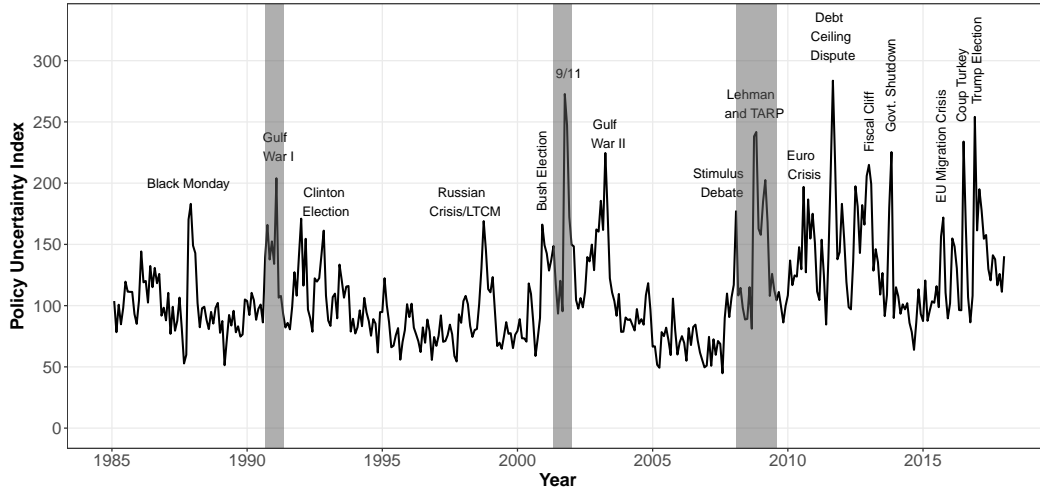 Policy Uncertainty Index
300
250
200
150
100
50
0
Black Monday
Gulf
War I
Clinton
Election
Russian
Crisis/LTCM
Bush Election
9/11
Gulf
War II
Stimulus
Debate
Lehman
and TARP
Euro
Crisis
Debt
Ceiling
Dispute
Fiscal Cliff
Govt. Shutdown
EU Migration Crisis
Coup Turkey
Trump Election
1985
1990
1995
2000
2005
2010
2015
Year